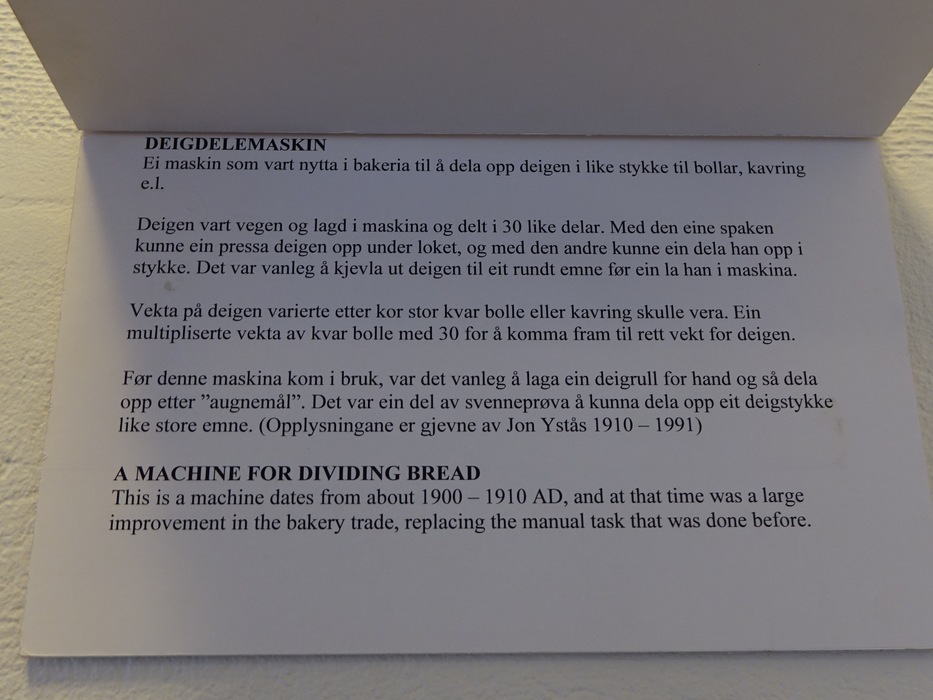 DEIGDELEMASKIN
Ei maskin som vart nytta i bakeria til å dela opp deigen i like stykke til bollar, kavring
e.l.
Deigen vart vegen og lagd i maskina og delt i 30 like delar. Med den eine spaken
kunne ein pressa deigen opp under loket, og med den andre kunne ein dela han opp i
stykke. Det var vanleg å kjevla ut deigen til eit rundt emne før ein la han i maskina.
Vekta på deigen varierte etter kor stor kvar bolle eller kavring skulle vera. Ein
multipliserte vekta av kvar bolle med 30 for å komma fram til rett vekt for deigen.
Før denne maskina kom i bruk, var det vanleg å laga ein deigrull for hand og så dela
opp etter ”augnemål”. Det var ein del av svenneprøva å kunna dela opp eit deigstykke
like store emne. (Opplysningane er gjevne av Jon Ystås 1910 – 1991)
A MACHINE FOR DIVIDING BREAD
This is a machine dates from about 1900 – 1910 AD, and at that time was a large
improvement in the bakery trade, replacing the manual task that was done before.